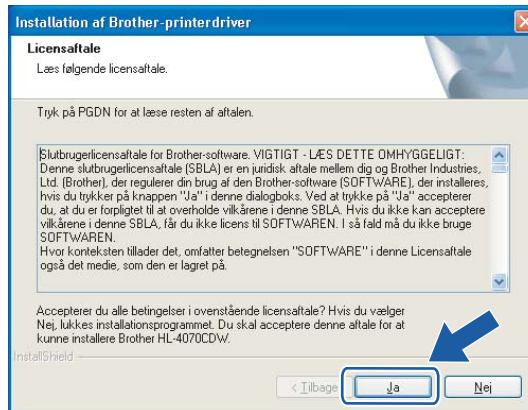 Installation af Brother-printerdriver
Licensaftale
Læs følgende licensaftale.
Tryk på PGDN for at læse resten af aftalen.
Slutbrugerlicensaftale for Brother-software. VIGTIGT - LÆS DETTE OMHYGGELIGT:
Denne slutbrugerlicensaftale (SBLA) er en juridisk aftale mellem dig og Brother Industries,
Ltd. (Brother), der regulerer din brug af den Brother-software (SOFTWARE), der installeres,
hvis du trykker på knappen "Ja" i denne dialogboks. Ved at trykke på "Ja" accepterer
du, at du er forpligtet til at overholde vilkårene i denne SBLA. Hvis du ikke kan acceptere
vilkårene i denne SBLA, får du ikke licens til SOFTWAREN. I så fald må du ikke bruge
SOFTWAREN.
Hvor konteksten tillader det, omfatter betegnelsen "SOFTWARE" i denne Licensaftale
også det medie, som den er lagret på.
Accepterer du alle betingelser i ovenstående licensaftale? Hvis du vælger
Nej, lukkes installationsprogrammet. Du skal acceptere denne aftale for at
kunne installere Brother HL-4070CDW.
InstallShield
< Tilbage
Ja
Nej